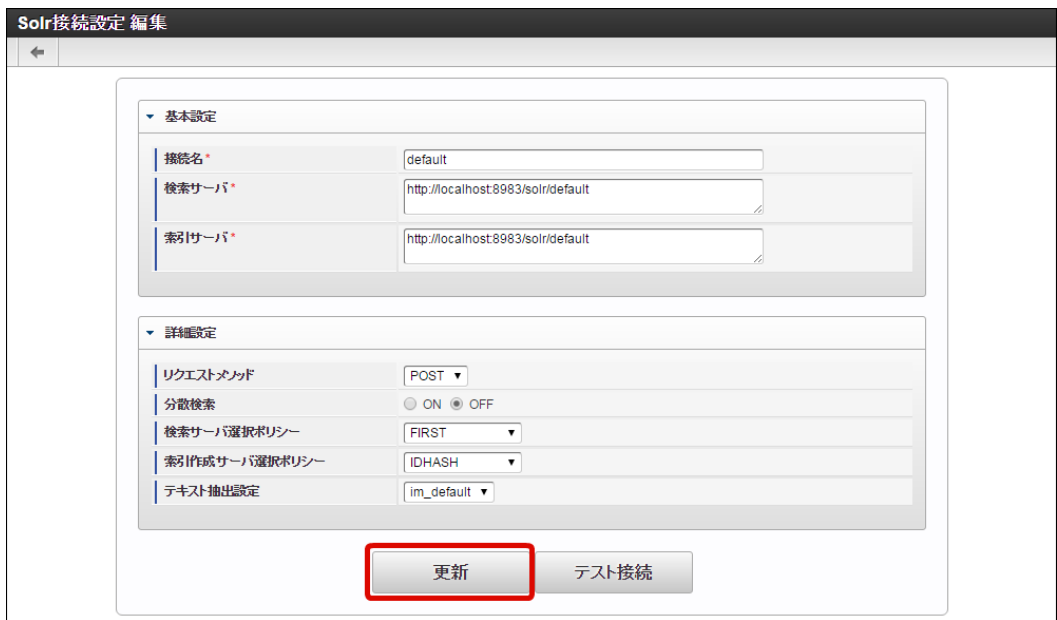 Solr接続設定 編集
基本設定
接続名* default
検索サーバ* http://localhost:8983/solr/default
索引サーバ* http://localhost:8983/solr/default
詳細設定
リクエストメソッド POST
分散検索 ON OFF
検索サーバ選択ポリシー FIRST
索引作成サーバ選択ポリシー IDHASH
テキスト抽出設定 im_default
更新 テスト接続